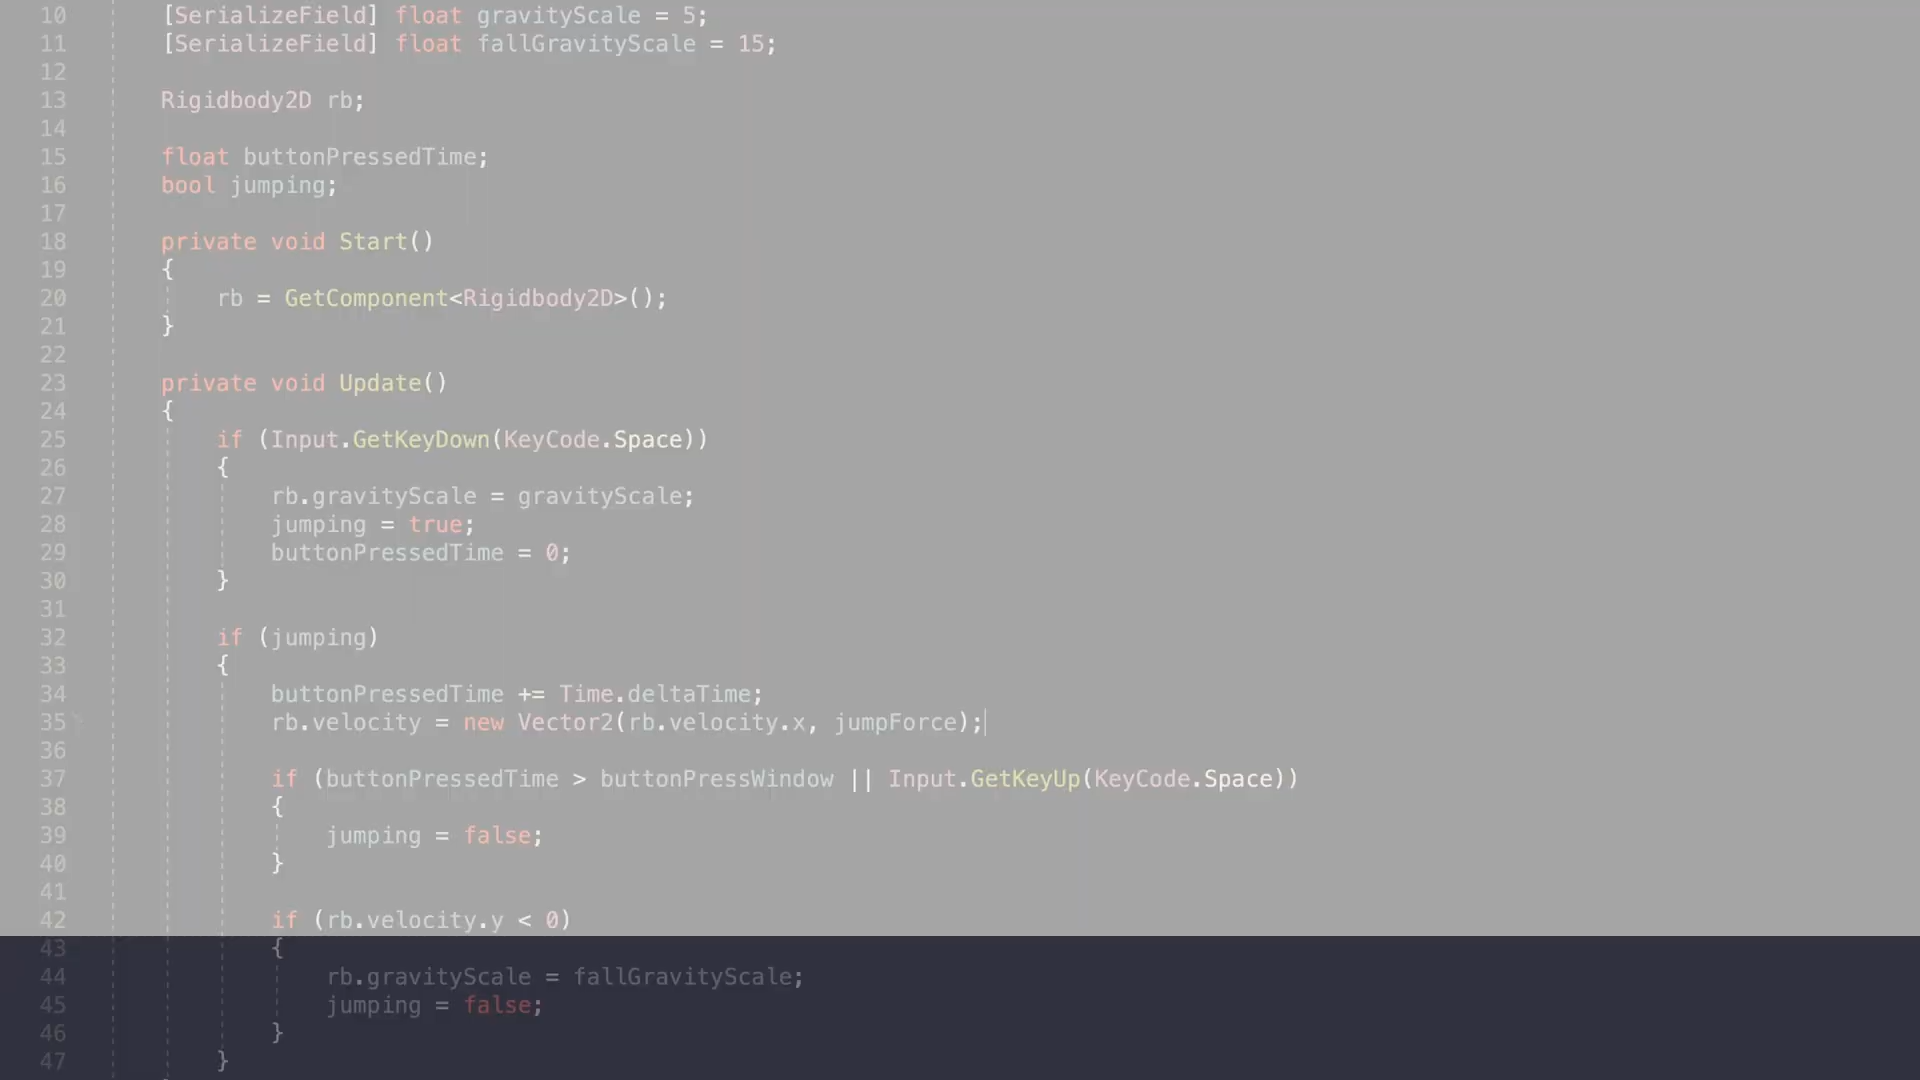 10 [SerializeField] float gravityScale = 5;
11 [SerializeField] float fallGravityScale = 15;
12
13 Rigidbody2D rb;
14
15 float buttonPressedTime;
16 bool jumping;
17
18 private void Start()
19 {
20 rb = GetComponent<Rigidbody2D>();
21 }
22
23 private void Update()
24 {
25 if (Input.GetKeyDown(KeyCode.Space))
26 {
27 rb.gravityScale = gravityScale;
28 jumping = true;
29 buttonPressedTime = 0;
30 }
31
32 if (jumping)
33 {
34 buttonPressedTime += Time.deltaTime;
35 rb.velocity = new Vector2(rb.velocity.x, jumpForce);
36
37 if (buttonPressedTime > buttonPressWindow || Input.GetKeyUp(KeyCode.Space))
38 {
39 jumping = false;
40 }
41
42 if (rb.velocity.y < 0)
43 {
44 rb.gravityScale = fallGravityScale;
45 jumping = false;
46 }
47 }